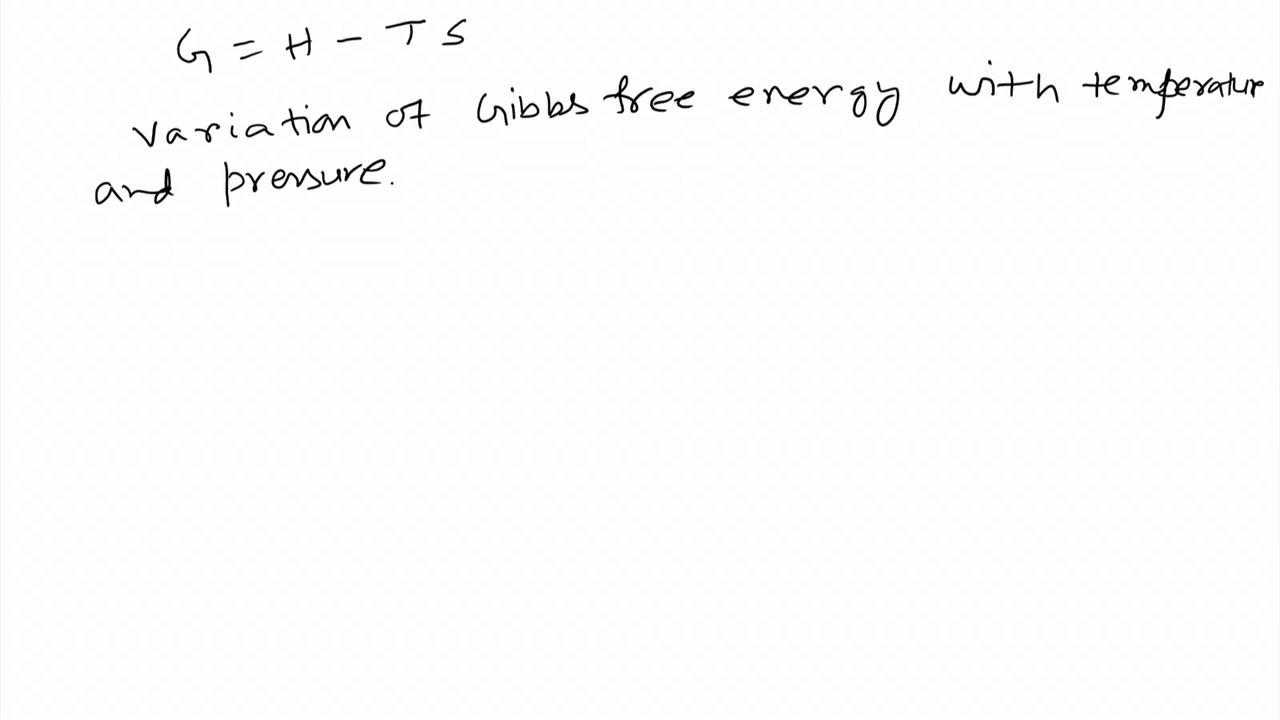 G = H - TS
variation of Gibbs free energy with temperatur
and pressure.